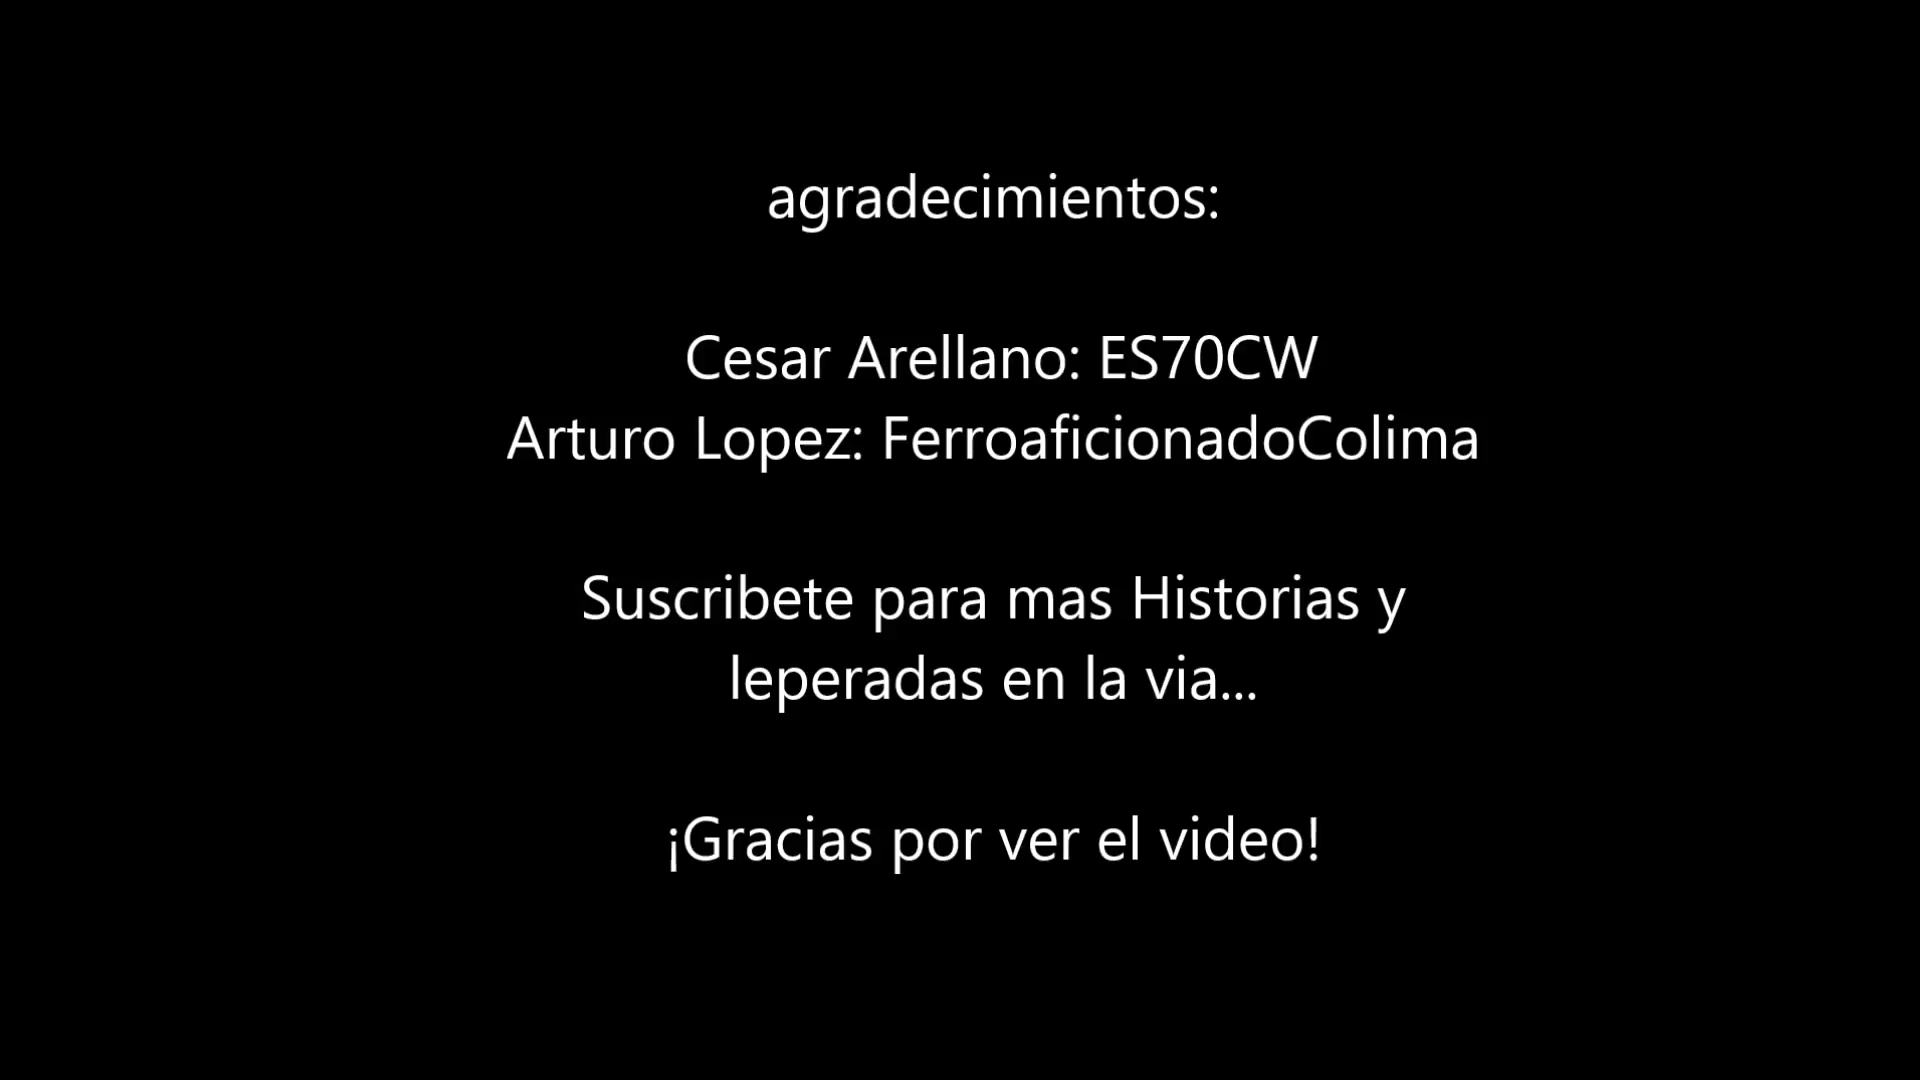 agradecimientos:
Cesar Arellano: ES70CW
Arturo Lopez: FerroaficionadoColima
Suscribete para mas Historias y
leperadas en la via...
¡Gracias por ver el video!